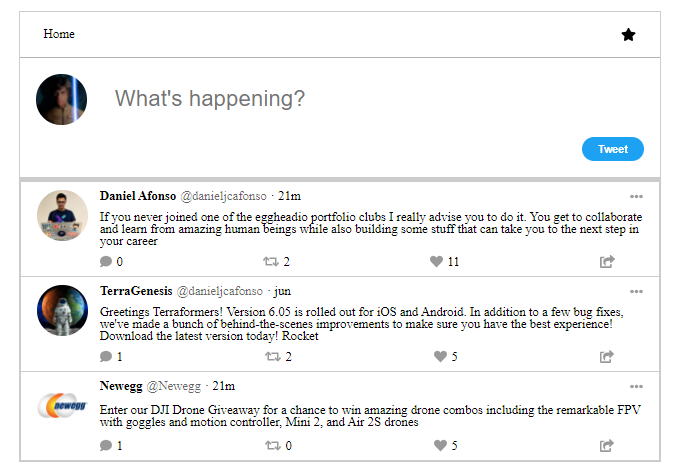 Home
What's happening?
Tweet
Daniel Afonso @danieljcafonso · 21m
If you never joined one of the eggheadio portfolio clubs I really advise you to do it. You get to collaborate
and learn from amazing human beings while also building some stuff that can take you to the next step in
your career
0 2 11
TerraGenesis @danieljcafonso · jun
Greetings Terraformers! Version 6.05 is rolled out for iOS and Android. In addition to a few bug fixes,
we've made a bunch of behind-the-scenes improvements to make sure you have the best experience!
Download the latest version today! Rocket
1 2 5
newegg
Newegg @Newegg · 21m
Enter our DJI Drone Giveaway for a chance to win amazing drone combos including the remarkable FPV
with goggles and motion controller, Mini 2, and Air 2S drones
1 0 5